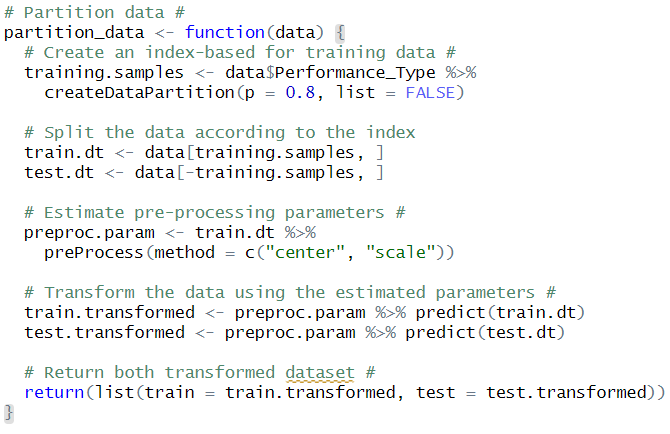 # Partition data #
partition_data <- function(data) {
  # Create an index-based for training data #
  training.samples <- data$Performance_Type %>%
    createDataPartition(p = 0.8, list = FALSE)

  # Split the data according to the index
  train.dt <- data[training.samples, ]
  test.dt <- data[-training.samples, ]

  # Estimate pre-processing parameters #
  preproc.param <- train.dt %>%
    preProcess(method = c("center", "scale"))

  # Transform the data using the estimated parameters #
  train.transformed <- preproc.param %>% predict(train.dt)
  test.transformed <- preproc.param %>% predict(test.dt)

  # Return both transformed dataset #
  return(list(train = train.transformed, test = test.transformed))
}